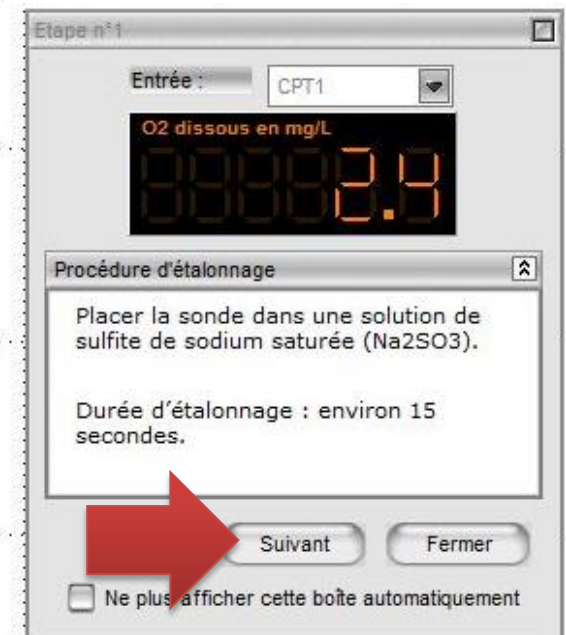 Etape n°1
Entrée : CPT1
O2 dissous en mg/L
2.4
Procédure d'étalonnage
Placer la sonde dans une solution de
sulfite de sodium saturée (Na2SO3).
Durée d'étalonnage : environ 15
secondes.
Suivant Fermer
Ne plus afficher cette boîte automatiquement